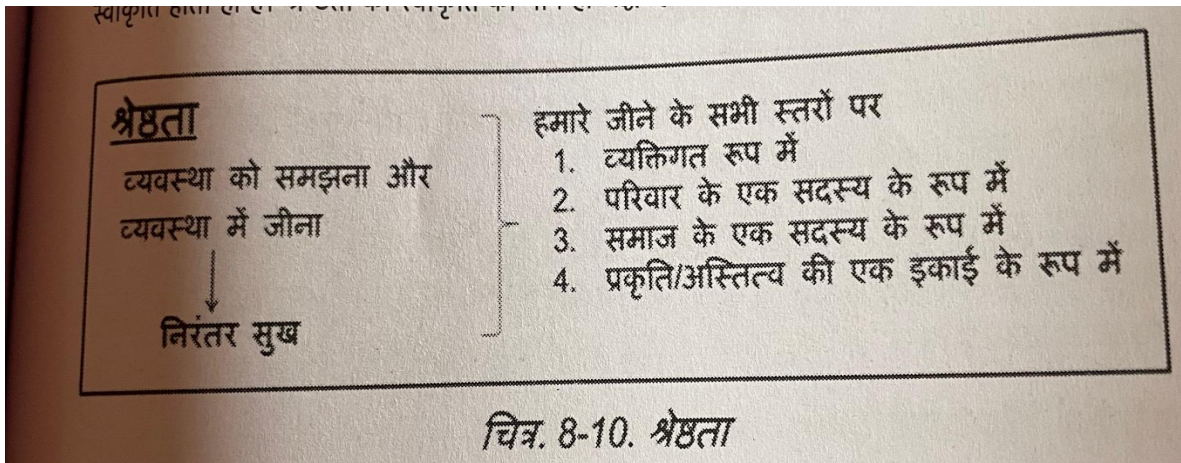 श्रेष्ठता
व्यवस्था को समझना और
व्यवस्था में जीना
निरंतर सुख
हमारे जीने के सभी स्तरों पर
1. व्यक्तिगत रूप में
2. परिवार के एक सदस्य के रूप में
3. समाज के एक सदस्य के रूप में
4. प्रकृति/अस्तित्व की एक इकाई के रूप में
चित्र. 8-10. श्रेष्ठता